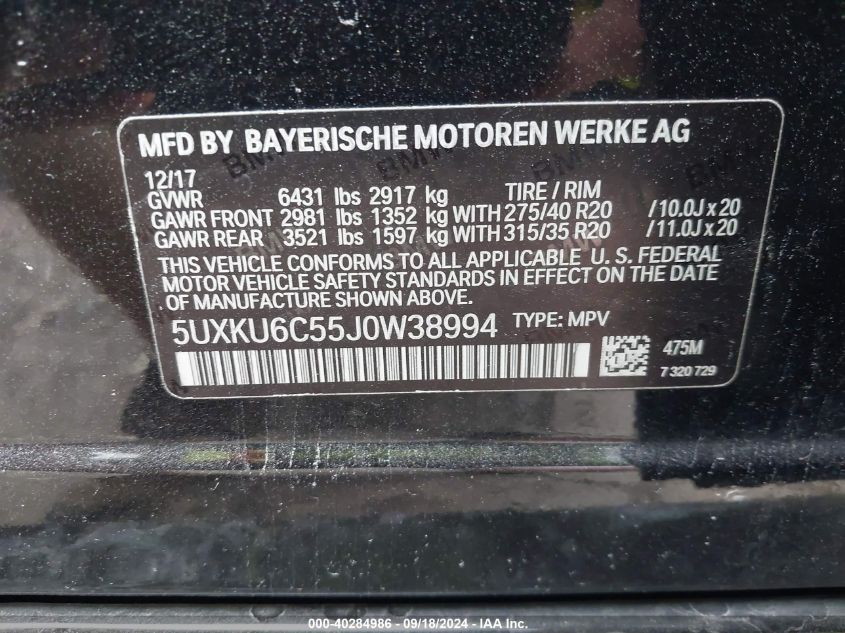 MFD BY BAYERISCHE MOTOREN WERKE AG
12/17
GVWR 6431 lbs 2917 kg TIRE / RIM
GAWR FRONT 2981 lbs 1352 kg WITH 275/40 R20 / 10.0J x 20
GAWR REAR 3521 lbs 1597 kg WITH 315/35 R20 / 11.0J x 20
THIS VEHICLE CONFORMS TO ALL APPLICABLE U. S. FEDERAL
MOTOR VEHICLE SAFETY STANDARDS IN EFFECT ON THE DATE
OF MANUFACTURE SHOWN ABOVE.
5UXKU6C55J0W38994 TYPE: MPV
475M
7 320 729
000-40284986 - 09/18/2024 - IAA Inc.